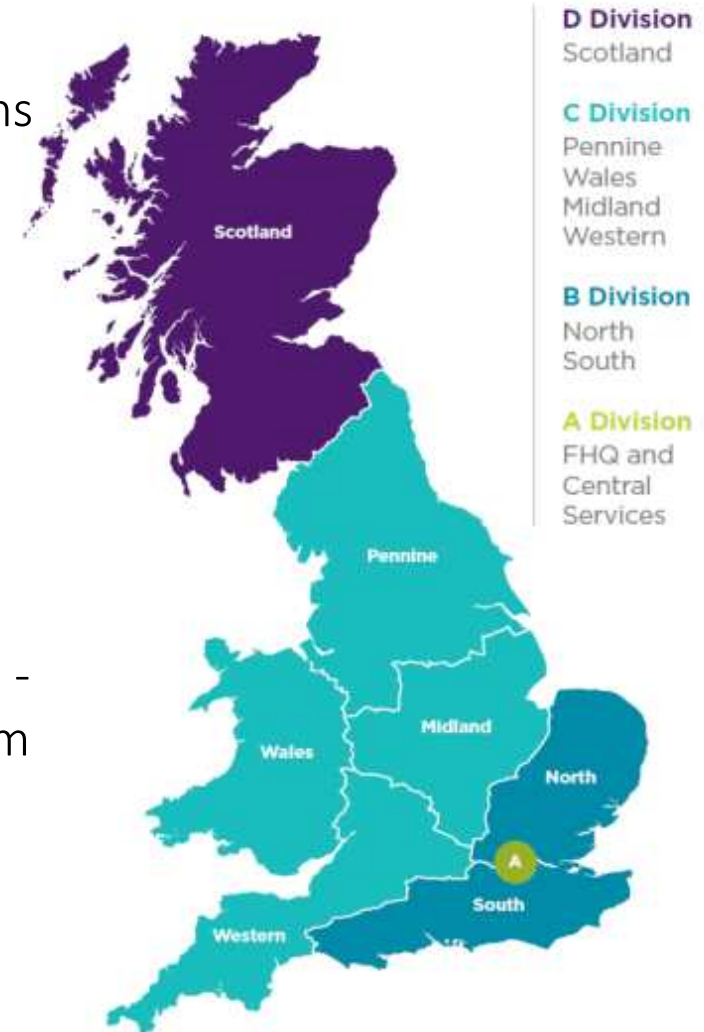 D Division
Scotland
C Division
Pennine
Wales
Midland
Western
B Division
North
South
A Division
FHQ and
Central
Services
ns
-
m
Scotland
Pennine
Midland
Wales
North
A
South
Western